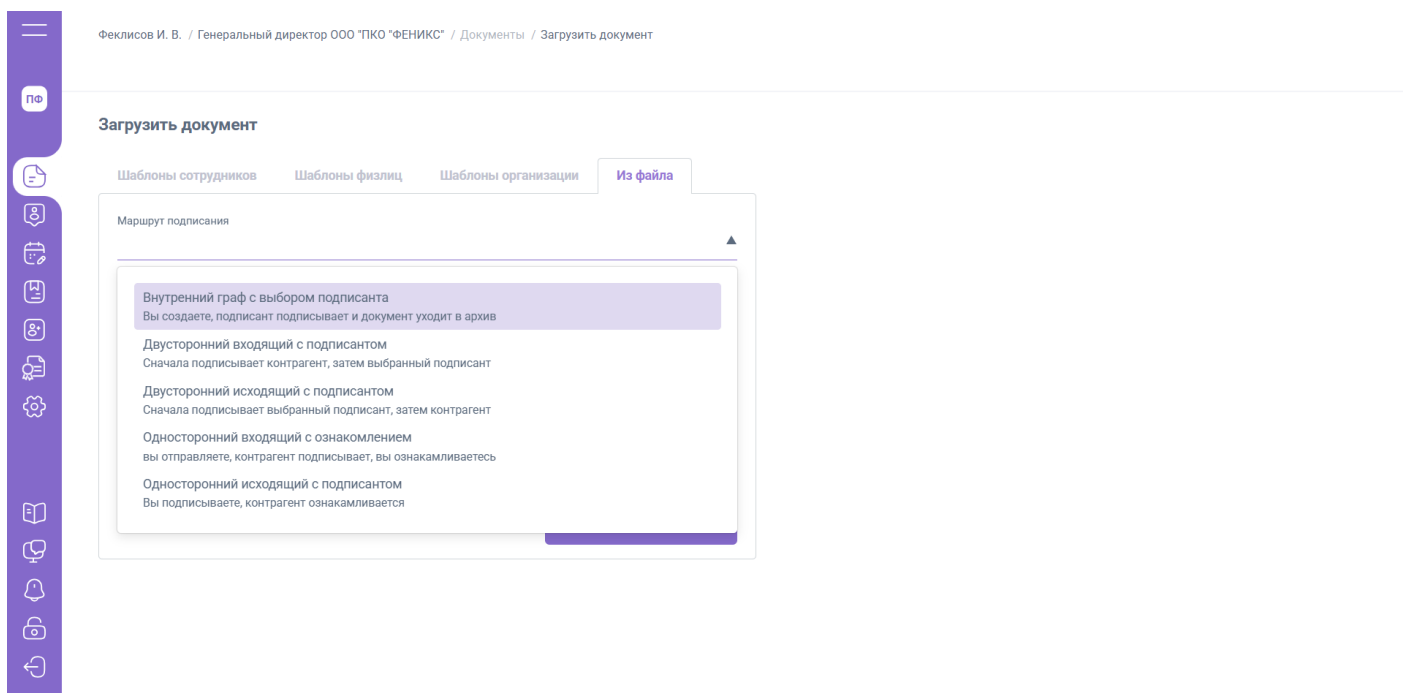 Феклисов И. В. / Генеральный директор ООО "ПКО "ФЕНИКС" / Документы / Загрузить документ
ПФ
Загрузить документ
Шаблоны сотрудников Шаблоны физлиц Шаблоны организации Из файла
Маршрут подписания
Внутренний граф с выбором подписанта
Вы создаете, подписант подписывает и документ уходит в архив
Двусторонний входящий с подписантом
Сначала подписывает контрагент, затем выбранный подписант
Двусторонний исходящий с подписантом
Сначала подписывает выбранный подписант, затем контрагент
Односторонний входящий с ознакомлением
вы отправляете, контрагент подписывает, вы ознакамливаетесь
Односторонний исходящий с подписантом
Вы подписываете, контрагент ознакамливается